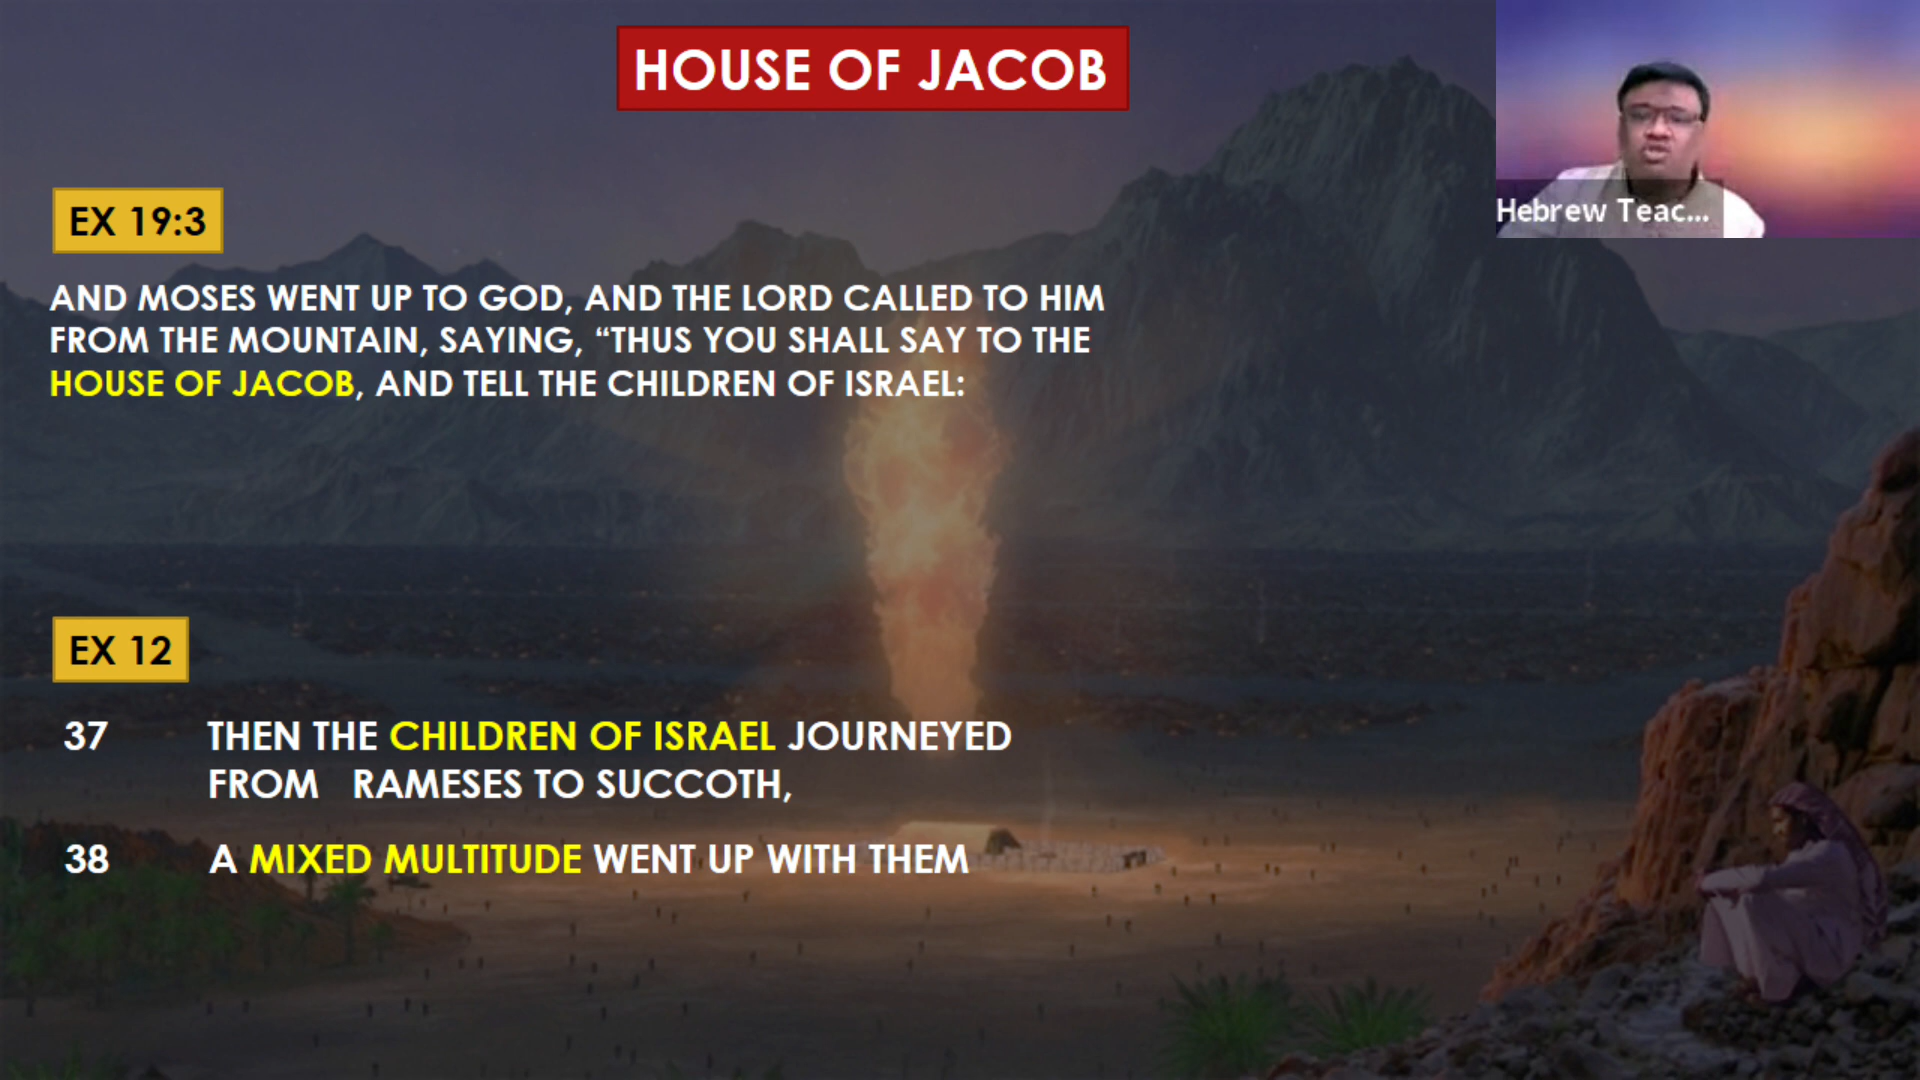 HOUSE OF JACOB
Hebrew Teac...
EX 19:3
AND MOSES WENT UP TO GOD, AND THE LORD CALLED TO HIM
FROM THE MOUNTAIN, SAYING, “THUS YOU SHALL SAY TO THE
HOUSE OF JACOB, AND TELL THE CHILDREN OF ISRAEL:
EX 12
37 THEN THE CHILDREN OF ISRAEL JOURNEYED
FROM RAMESES TO SUCCOTH,
38 A MIXED MULTITUDE WENT UP WITH THEM